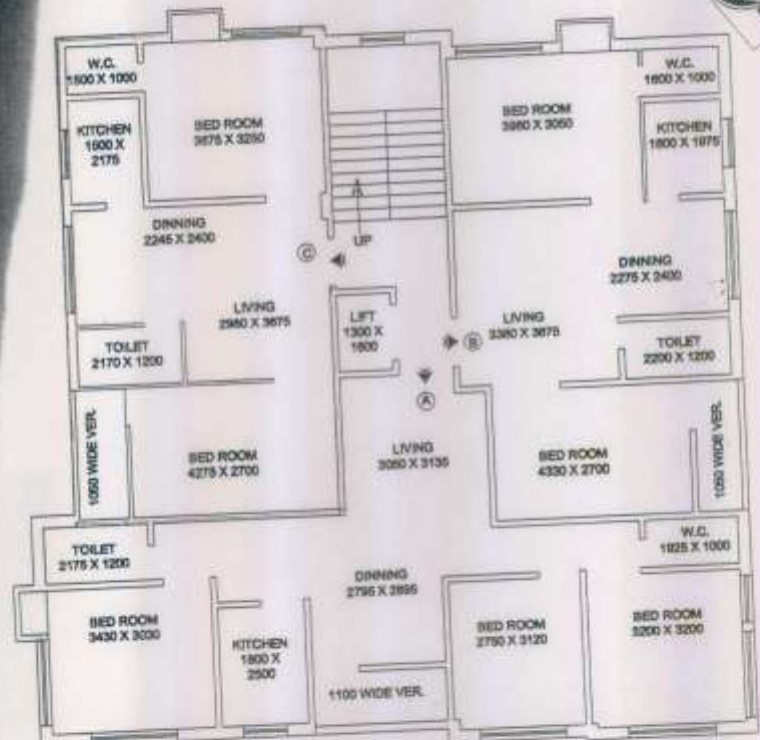 W.C.
1500 X 1000
KITCHEN
1900 X
2175
BED ROOM
3675 X 3250
BED ROOM
3980 X 3050
W.C.
1600 X 1000
KITCHEN
1800 X 1975
DINNING
2245 X 2400
UP
C
DINNING
2275 X 2400
LIVING
2980 X 3675
LIFT
1300 X
1600
LIVING
3380 X 3675
B
TOILET
2170 X 1200
TOILET
2200 X 1200
A
1050 WIDE VER.
BED ROOM
4275 X 2700
LIVING
3050 X 3135
BED ROOM
4330 X 2700
1050 WIDE VER.
TOILET
2175 X 1200
W.C.
1925 X 1000
DINNING
2795 X 2895
BED ROOM
3430 X 3000
KITCHEN
1800 X
2500
BED ROOM
2750 X 3120
BED ROOM
3200 X 3200
1100 WIDE VER.